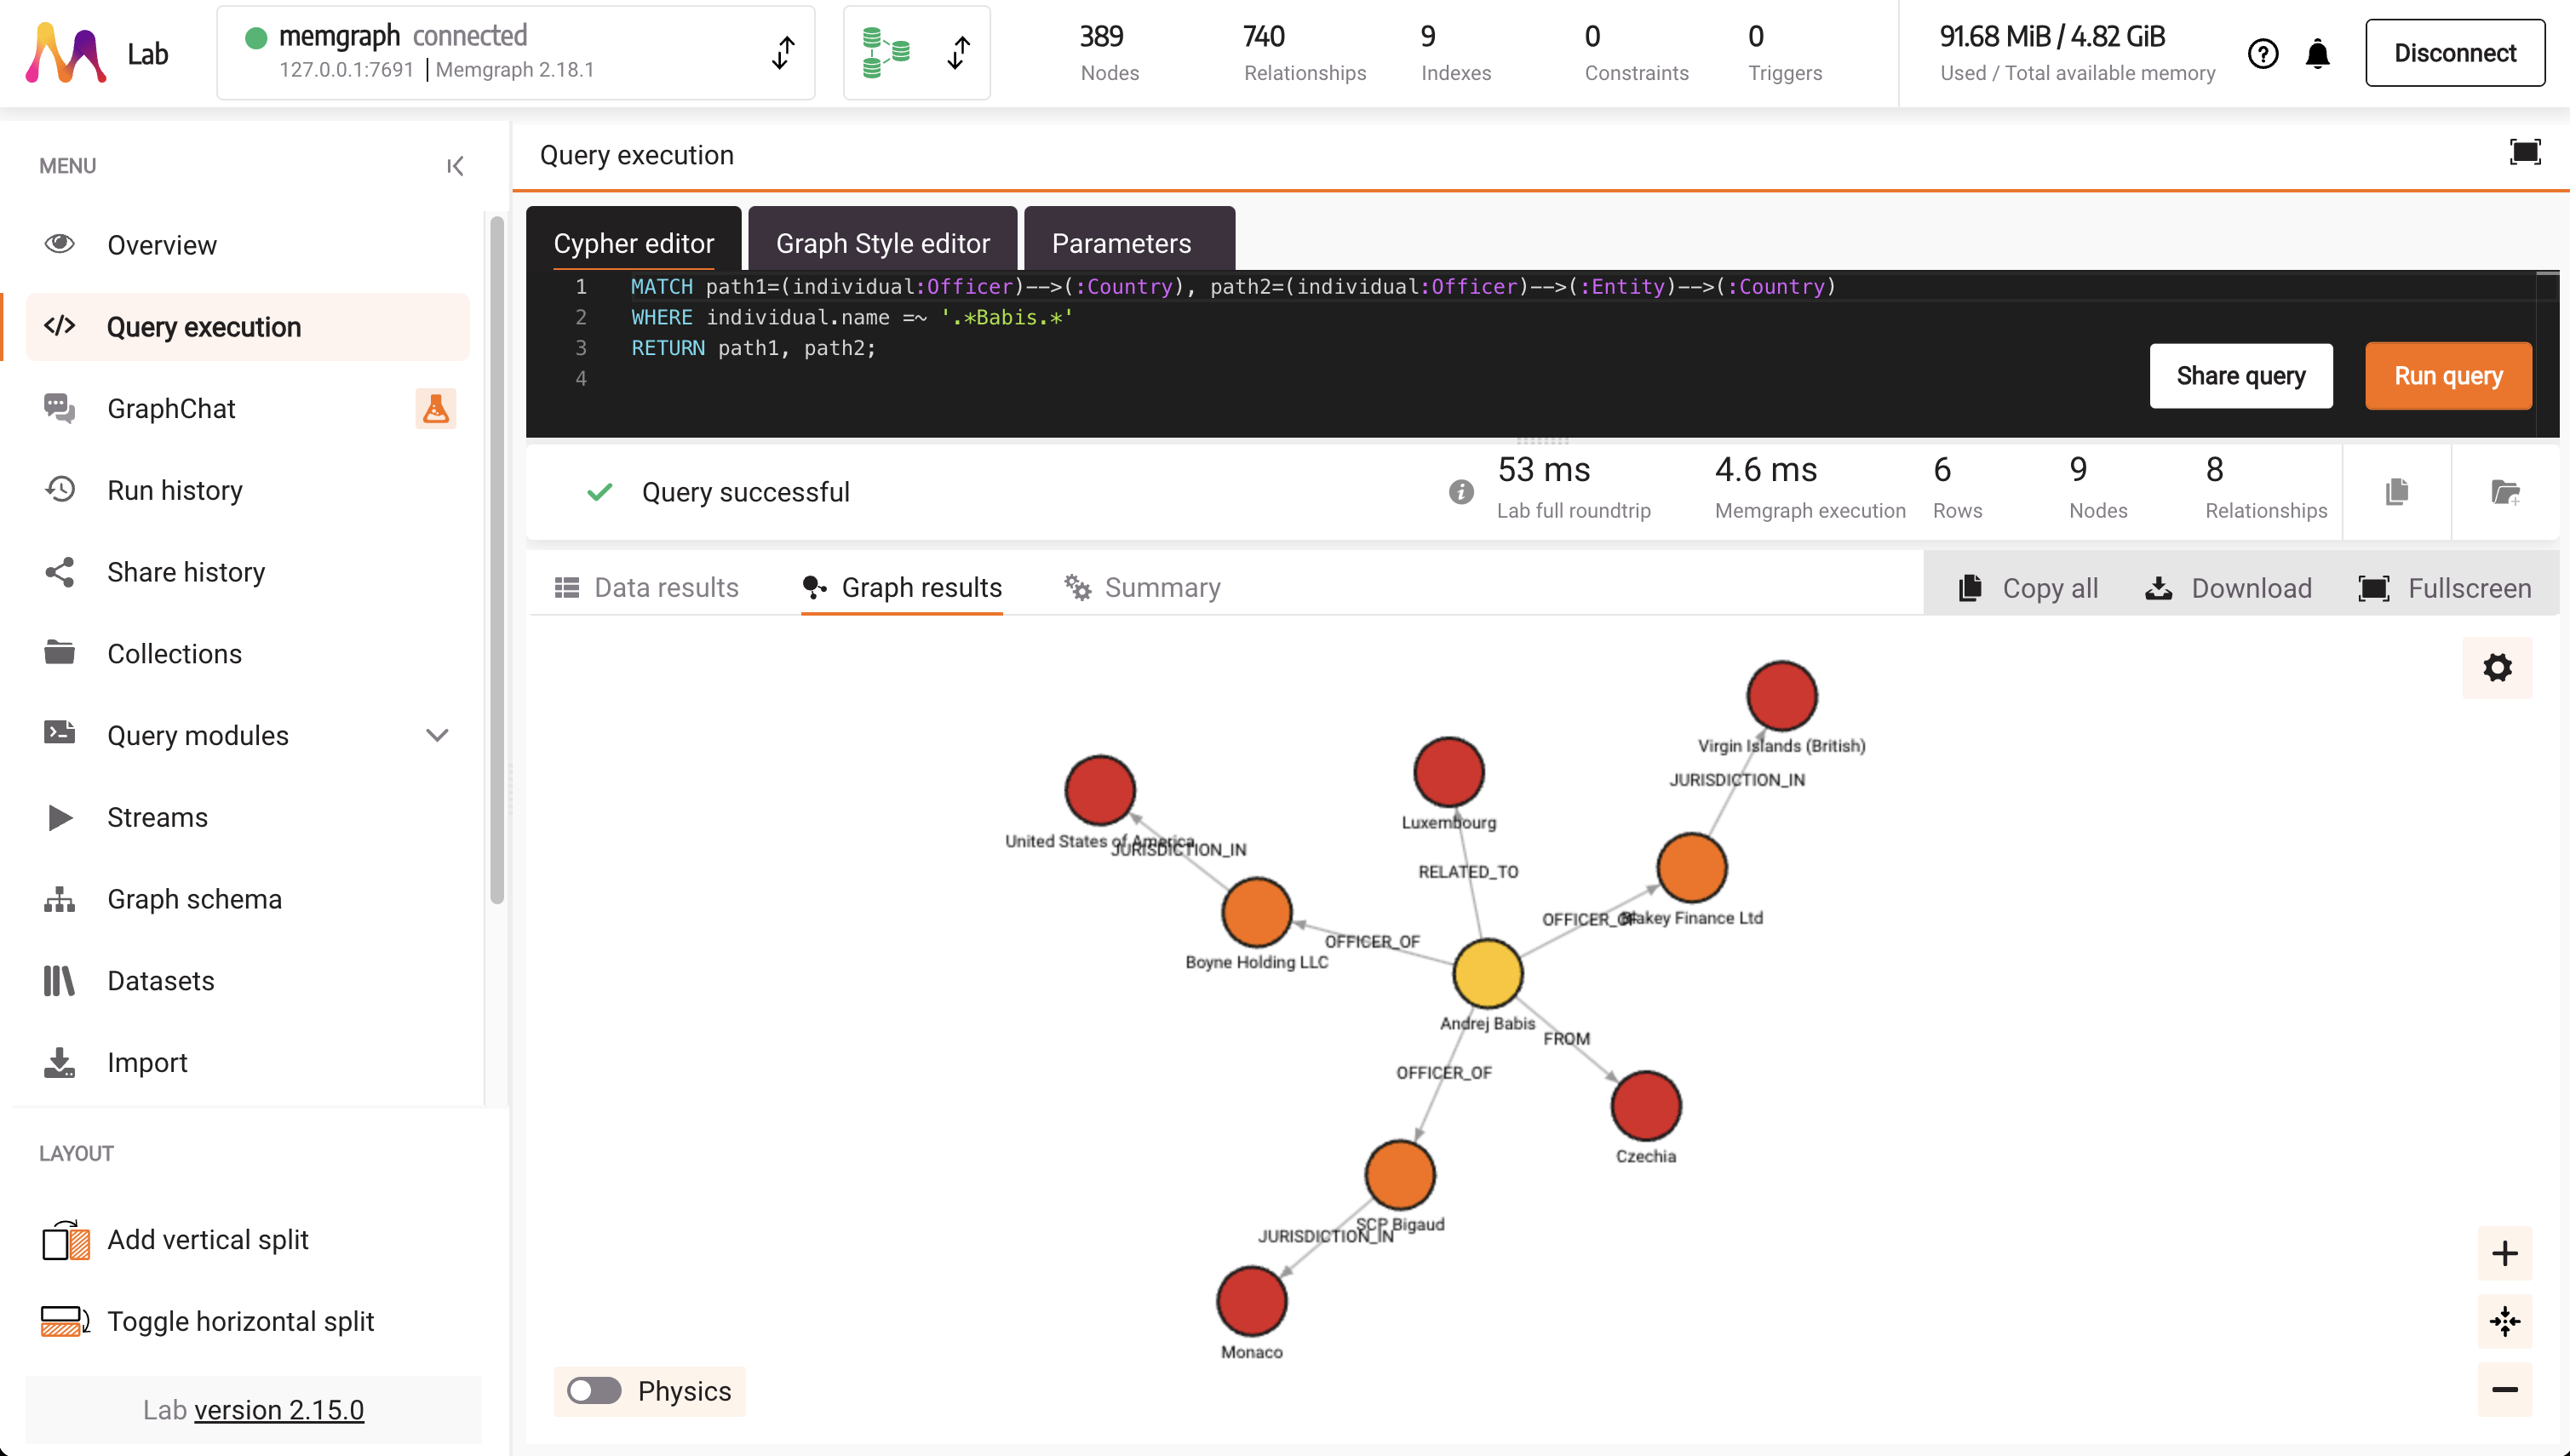 Lab
memgraph connected
127.0.0.1:7691 | Memgraph 2.18.1
389
Nodes
740
Relationships
9
Indexes
0
Constraints
0
Triggers
91.68 MiB / 4.82 GiB
Used / Total available memory
Disconnect
MENU
Overview
Query execution
GraphChat
Run history
Share history
Collections
Query modules
Streams
Graph schema
Datasets
Import
LAYOUT
Add vertical split
Toggle horizontal split
Lab version 2.15.0
Query execution
Cypher editor
Graph Style editor
Parameters
1 MATCH path1=(individual:Officer)-->(:Country), path2=(individual:Officer)-->(:Entity)-->(:Country)
2 WHERE individual.name =~ '.*Babis.*'
3 RETURN path1, path2;
4
Share query
Run query
Query successful
53 ms
Lab full roundtrip
4.6 ms
Memgraph execution
6
Rows
9
Nodes
8
Relationships
Data results
Graph results
Summary
Copy all
Download
Fullscreen
Virgin Islands (British)
JURISDICTION_IN
Luxembourg
United States of America
JURISDICTION_IN
RELATED_TO
OFFICER_OF
Blakey Finance Ltd
OFFICER_OF
Boyne Holding LLC
Andrej Babis
FROM
OFFICER_OF
Czechia
SCP Bigaud
JURISDICTION_IN
Monaco
Physics